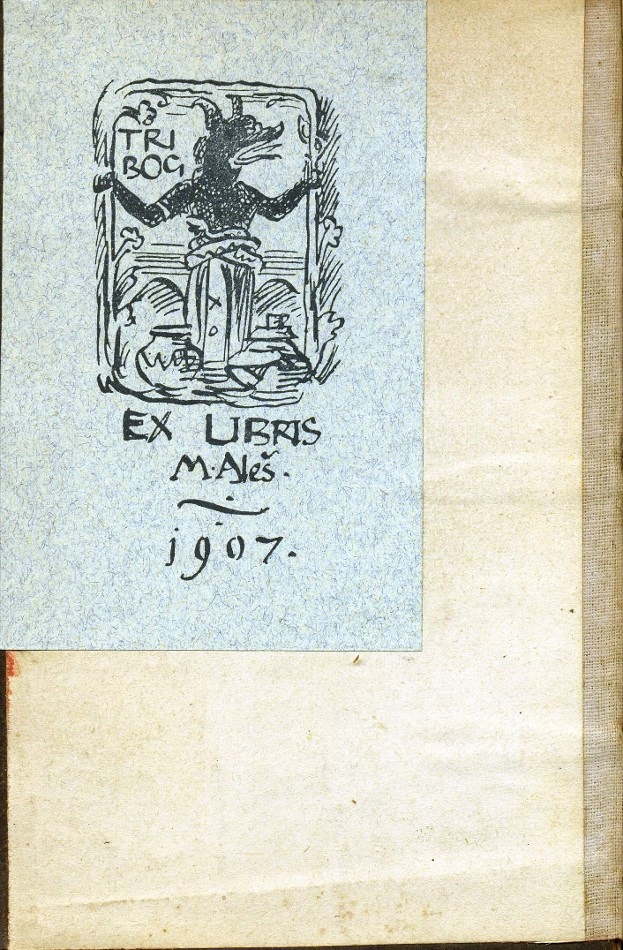 TRI
BOG
EX LIBRIS
M. Aleš.
1907.